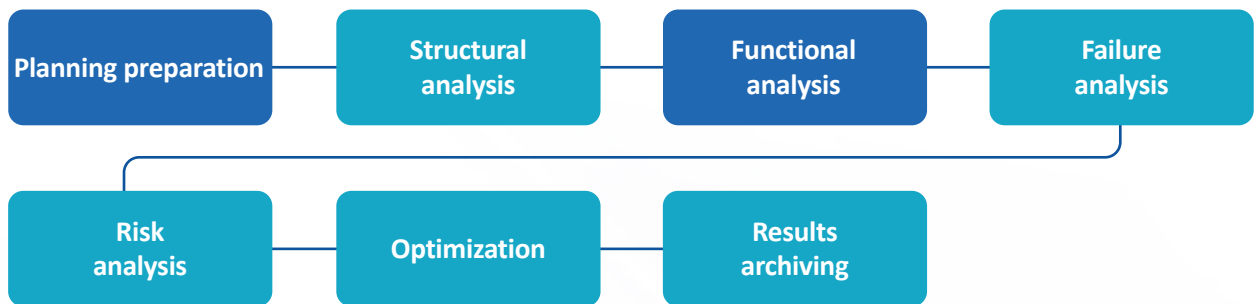 Planning preparation
Structural
analysis
Functional
analysis
Failure
analysis
Risk
analysis
Optimization
Results
archiving